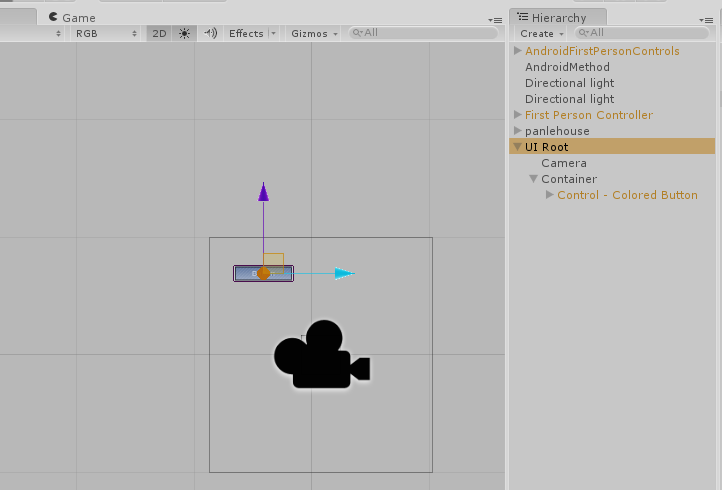 Game
Hierarchy
RGB 2D Effects Gizmos All
Create All
AndroidFirstPersonControls
AndroidMethod
Directional light
Directional light
First Person Controller
panlehouse
UI Root
Camera
Container
Control - Colored Button